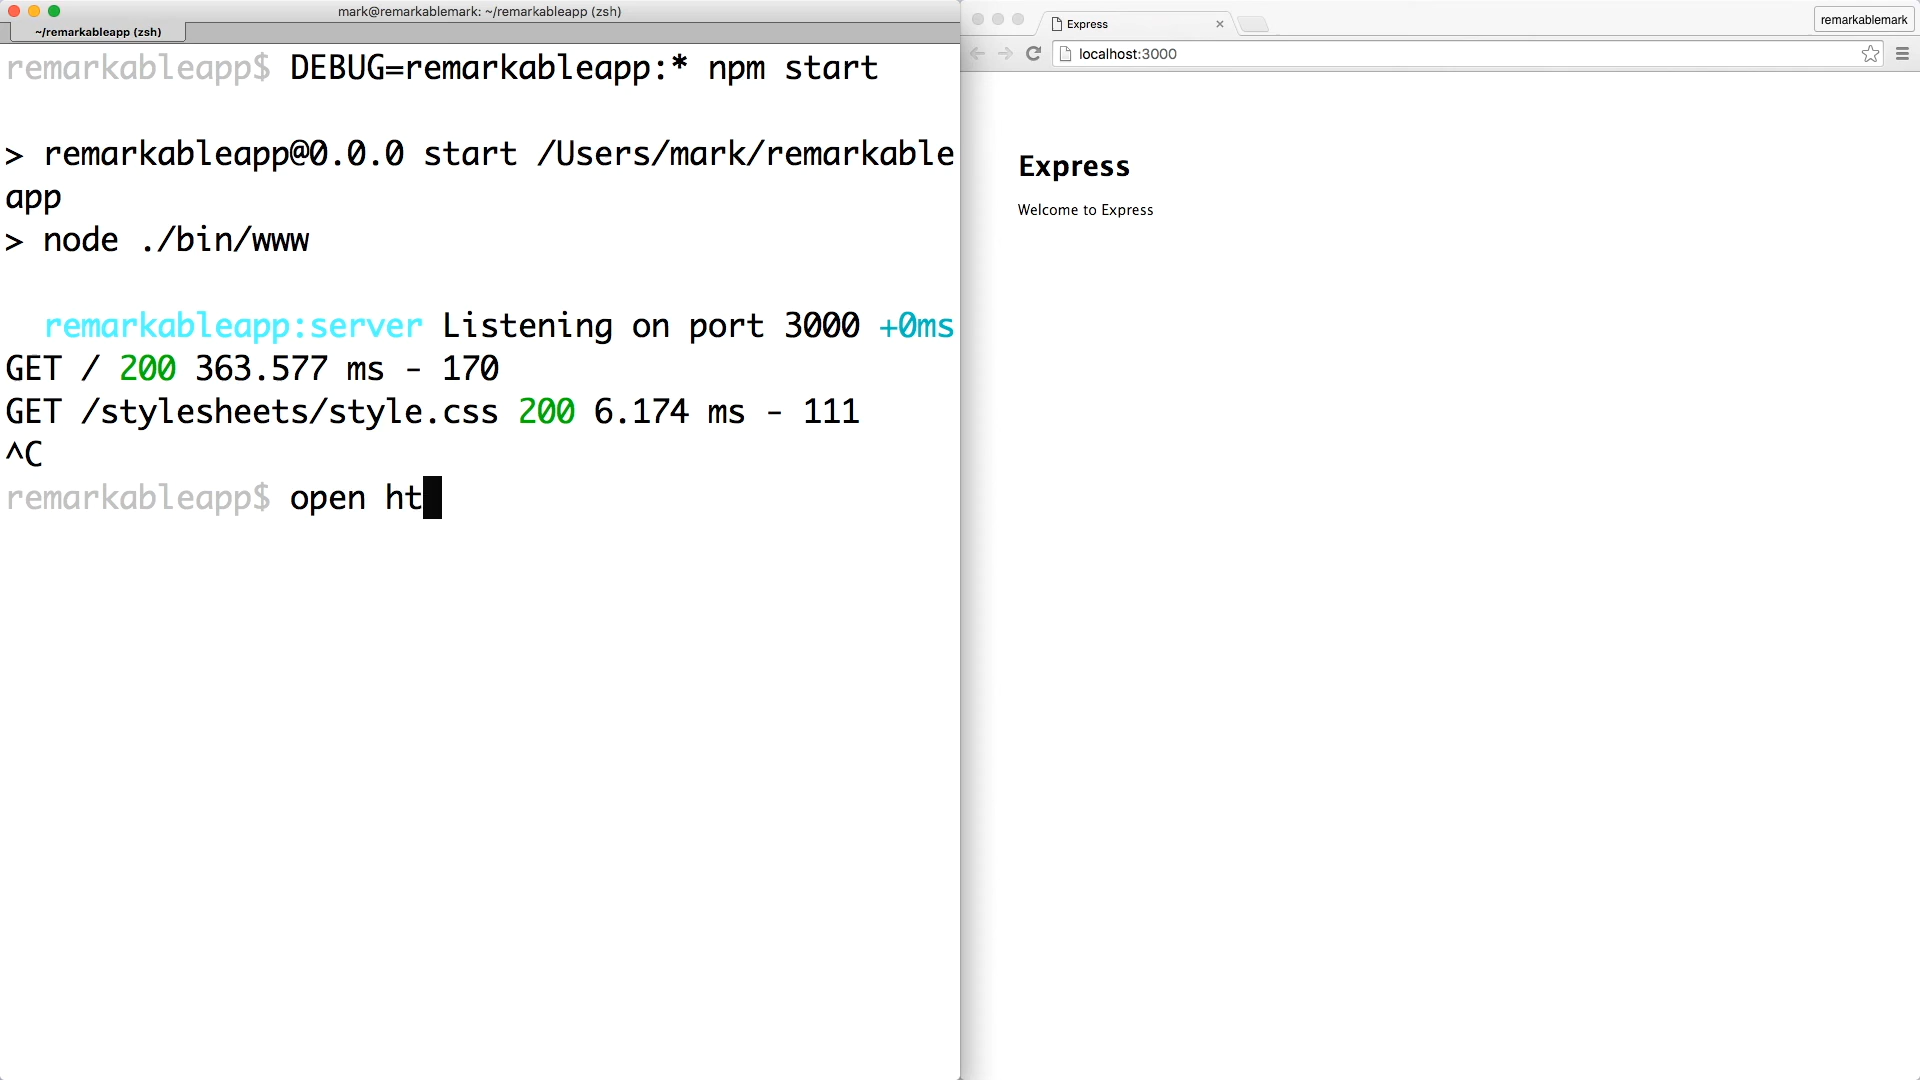 mark@remarkablemark: ~/remarkableapp (zsh)
~/remarkableapp (zsh)
remarkableapp$ DEBUG=remarkableapp:* npm start
> remarkableapp@0.0.0 start /Users/mark/remarkable
app
> node ./bin/www
remarkableapp:server Listening on port 3000 +0ms
GET / 200 363.577 ms - 170
GET /stylesheets/style.css 200 6.174 ms - 111
^C
remarkableapp$ open ht
Express
remarkablemark
localhost:3000
Express
Welcome to Express